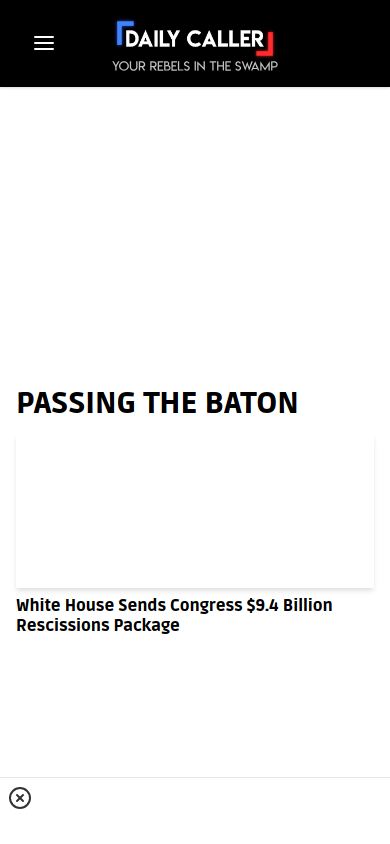 DAILY CALLER
YOUR REBELS IN THE SWAMP
PASSING THE BATON
White House Sends Congress $9.4 Billion
Rescissions Package